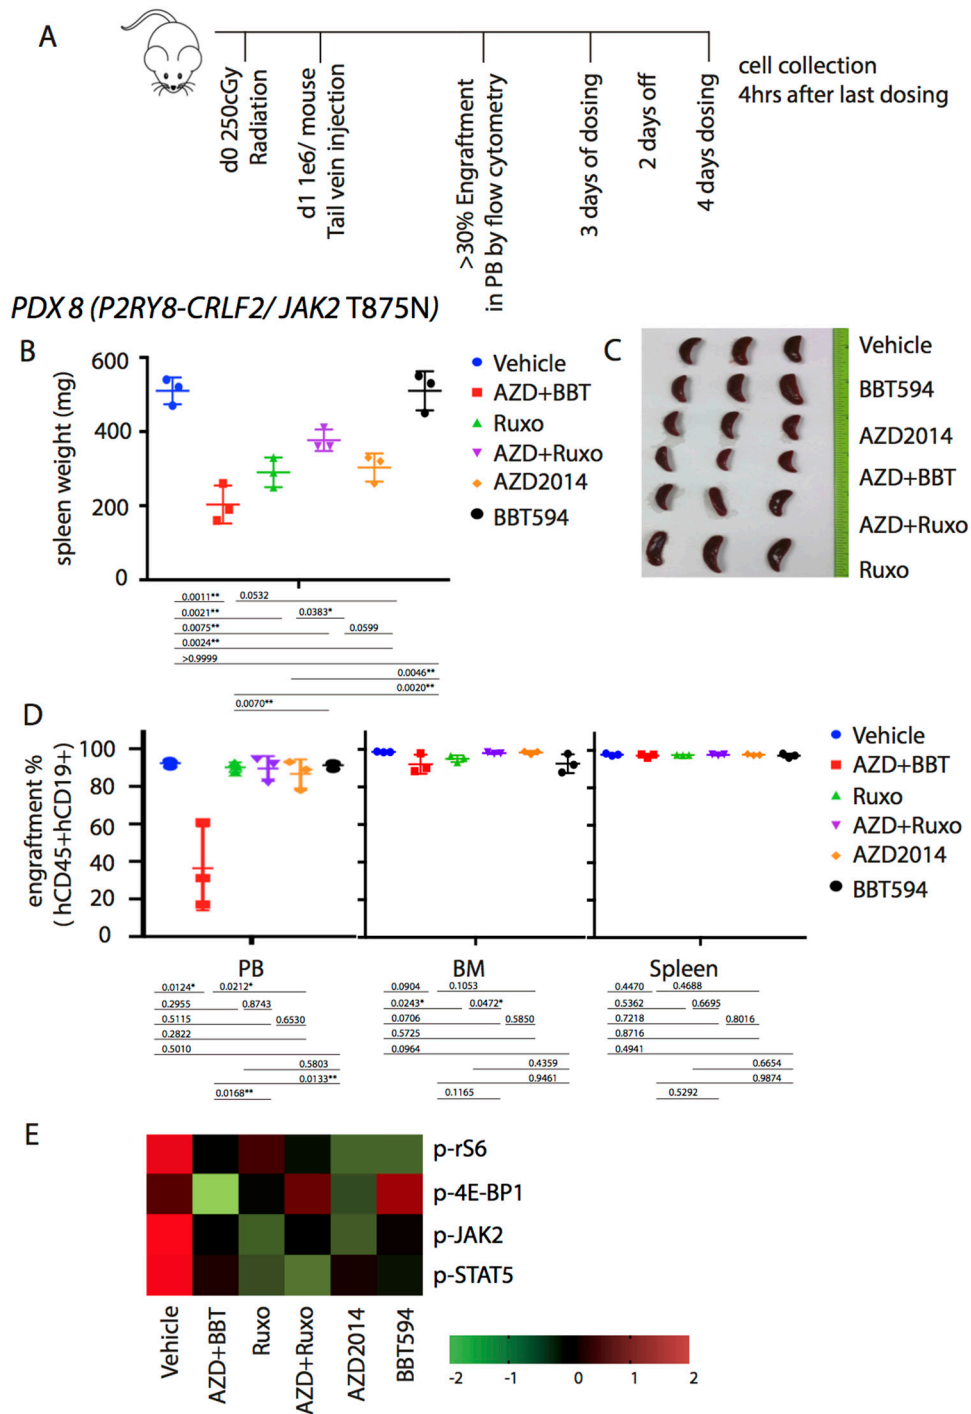 A
d0 250cGy
Radiation
d1 1e6/ mouse
Tail vein injection
>30% Engraftment
in PB by flow cytometry
3 days of dosing
2 days off
4 days dosing
cell collection
4hrs after last dosing
PDX 8 (P2RY8-CRLF2/ JAK2 T875N)
B
spleen weight (mg)
600
400
200
0
Vehicle
AZD+BBT
Ruxo
AZD+Ruxo
AZD2014
BBT594
0.0011** 0.0532
0.0021** 0.0383*
0.0075** 0.0599
0.0024**
>0.9999
0.0046**
0.0020**
0.0070**
C
Vehicle
BBT594
AZD2014
AZD+BBT
AZD+Ruxo
Ruxo
D
engraftment %
( hCD45+hCD19+)
100
80
60
40
20
0
PB BM Spleen
Vehicle
AZD+BBT
Ruxo
AZD+Ruxo
AZD2014
BBT594
0.0124* 0.0212* 0.0904 0.1053 0.4470 0.4688
0.2955 0.8743 0.0243* 0.0472* 0.5362 0.6695
0.5115 0.6530 0.0706 0.5850 0.7218 0.8016
0.2822 0.5725 0.8716
0.5010 0.0964 0.4941
0.5803 0.4359 0.6654
0.0133** 0.9461 0.9874
0.0168** 0.1165 0.5292
E
p-rS6
p-4E-BP1
p-JAK2
p-STAT5
Vehicle
AZD+BBT
Ruxo
AZD+Ruxo
AZD2014
BBT594
-2 -1 0 1 2